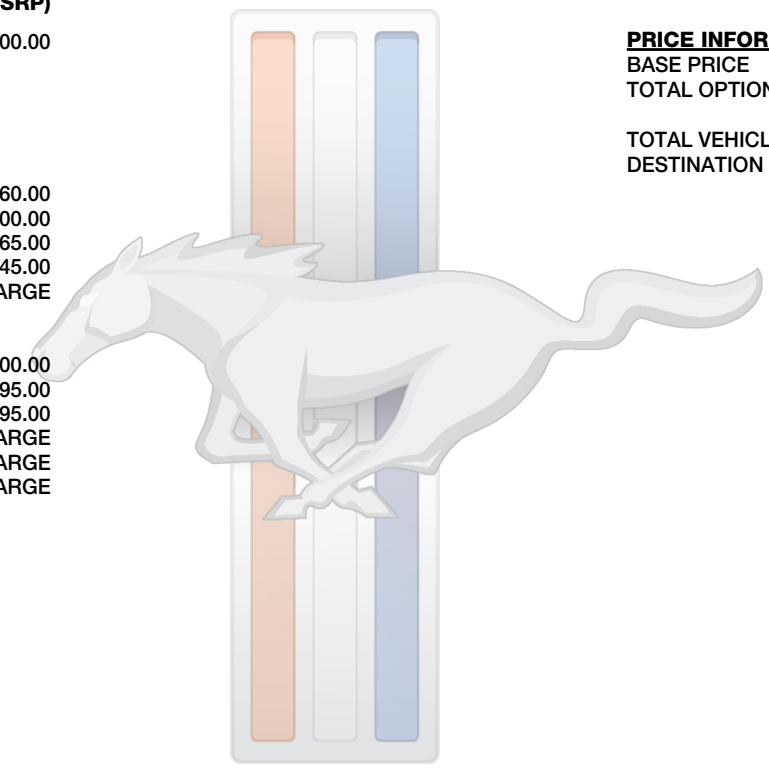 SRP)
00.00
60.00
00.00
65.00
45.00
ARGE
00.00
95.00
95.00
ARGE
ARGE
ARGE
PRICE INFOR
BASE PRICE
TOTAL OPTION
TOTAL VEHICL
DESTINATION